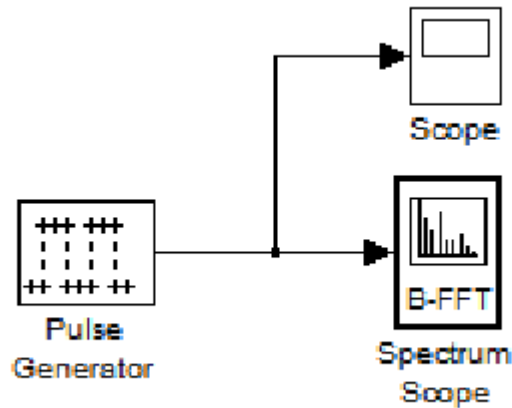 Scope
B-FFT
Pulse
Generator
Spectrum
Scope